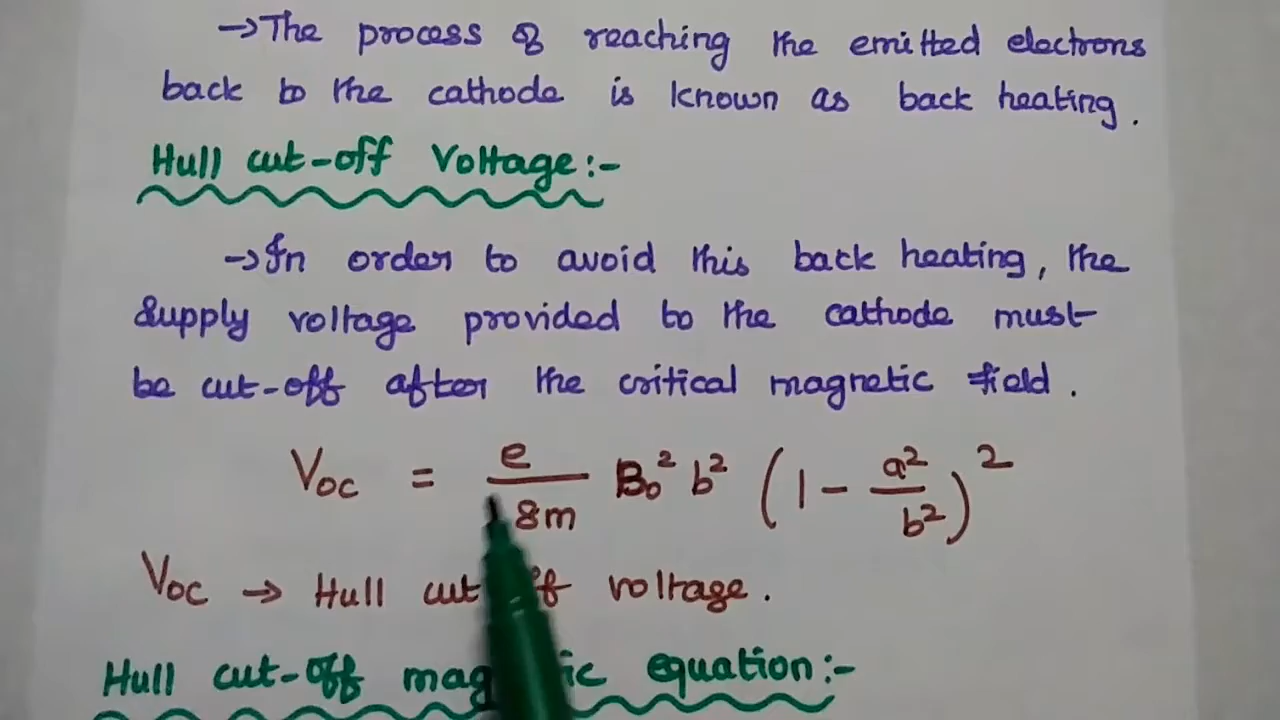 →The process of reaching the emitted electrons
back to the cathode is known as back heating.
Hull cut-off Voltage:-
→In order to avoid this back heating, the
Supply voltage provided to the cathode must
be cut-off after the critical magnetic field.
Voc = e/8m B₀² b² (1 - a²/b²)²
Voc → Hull cut-off voltage.
Hull cut-off magnetic equation:-